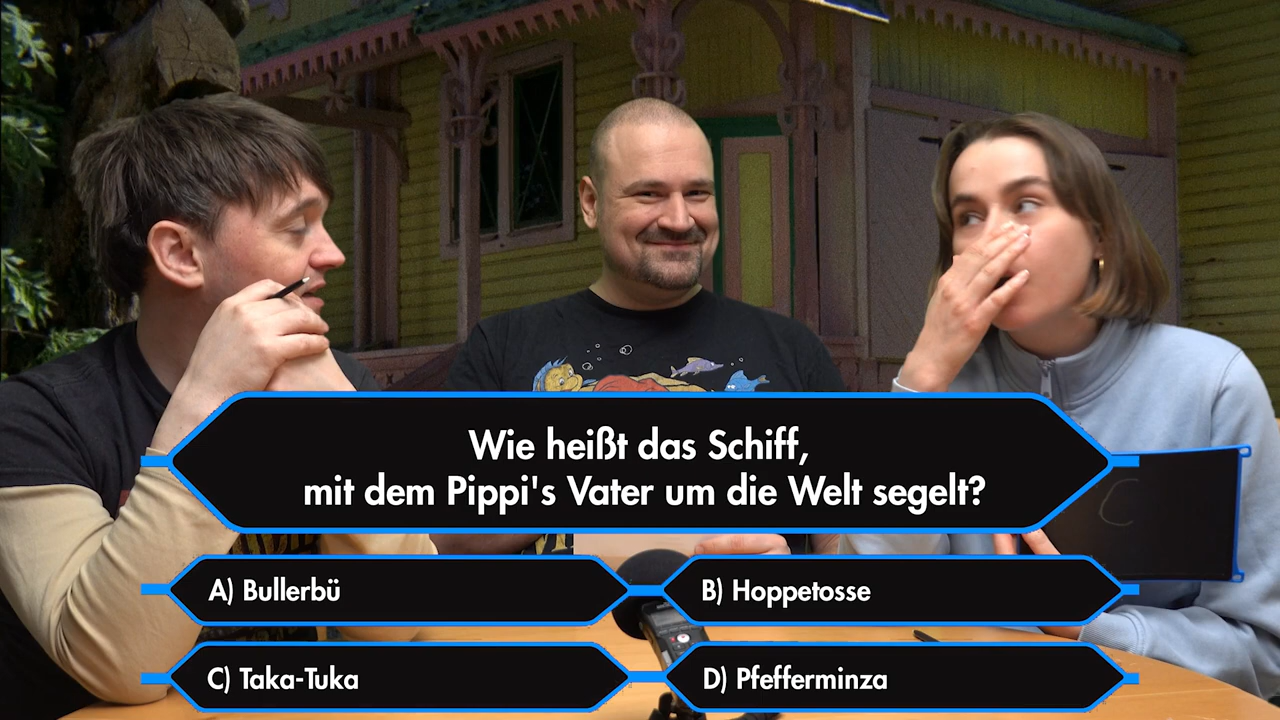 Wie heißt das Schiff,
mit dem Pippi's Vater um die Welt segelt?
A) Bullerbü
B) Hoppetosse
C) Taka-Tuka
D) Pfefferminza
C